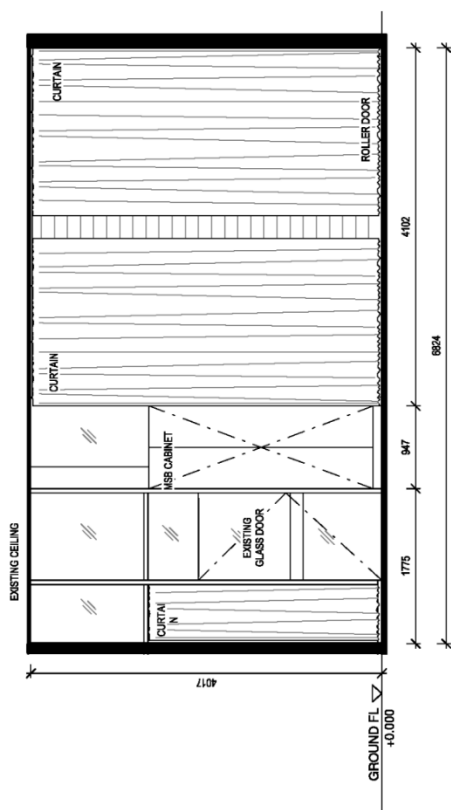 EXISTING CEILING
CURTAIN
CURTAIN
MSB CABINET
EXISTING
GLASS DOOR
CURTAI
N
ROLLER DOOR
4017
GROUND FL
+0.000
1775
947
4102
6824